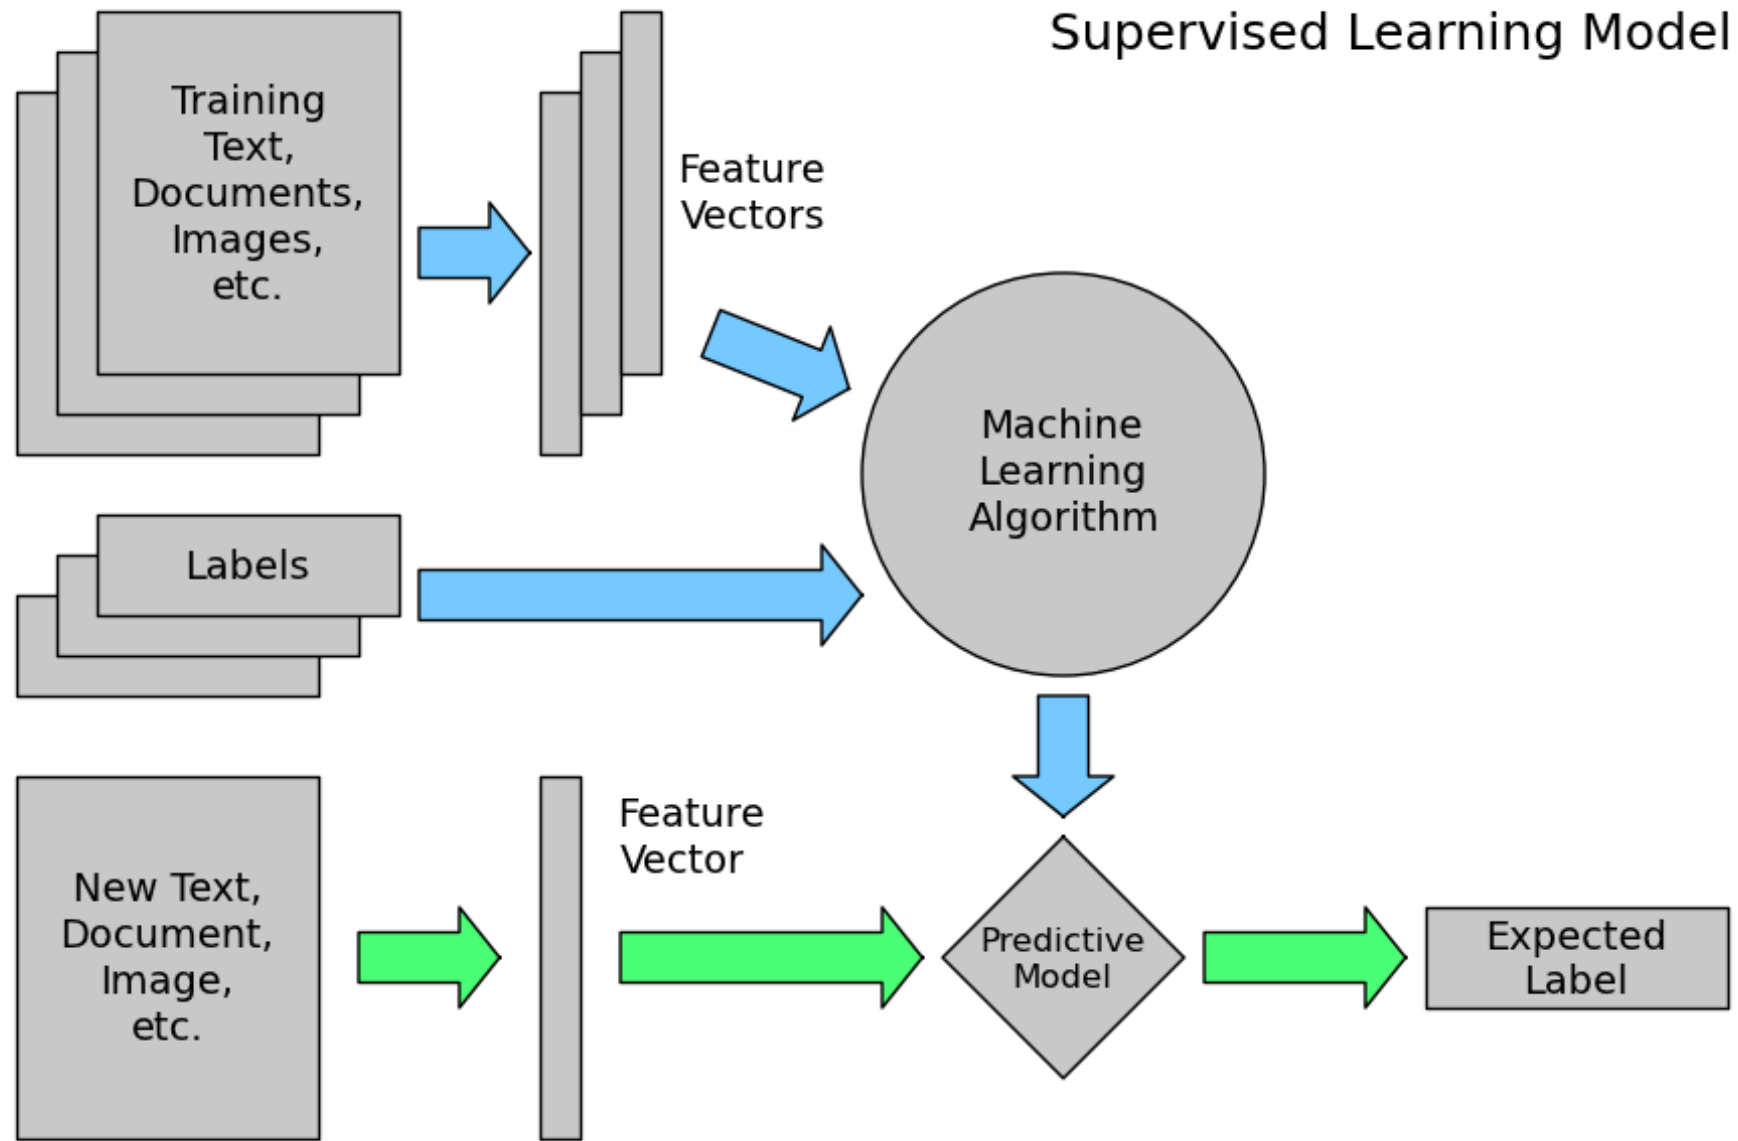 Supervised Learning Model
Training
Text,
Documents,
Images,
etc.
Feature
Vectors
Machine
Learning
Algorithm
Labels
New Text,
Document,
Image,
etc.
Feature
Vector
Predictive
Model
Expected
Label